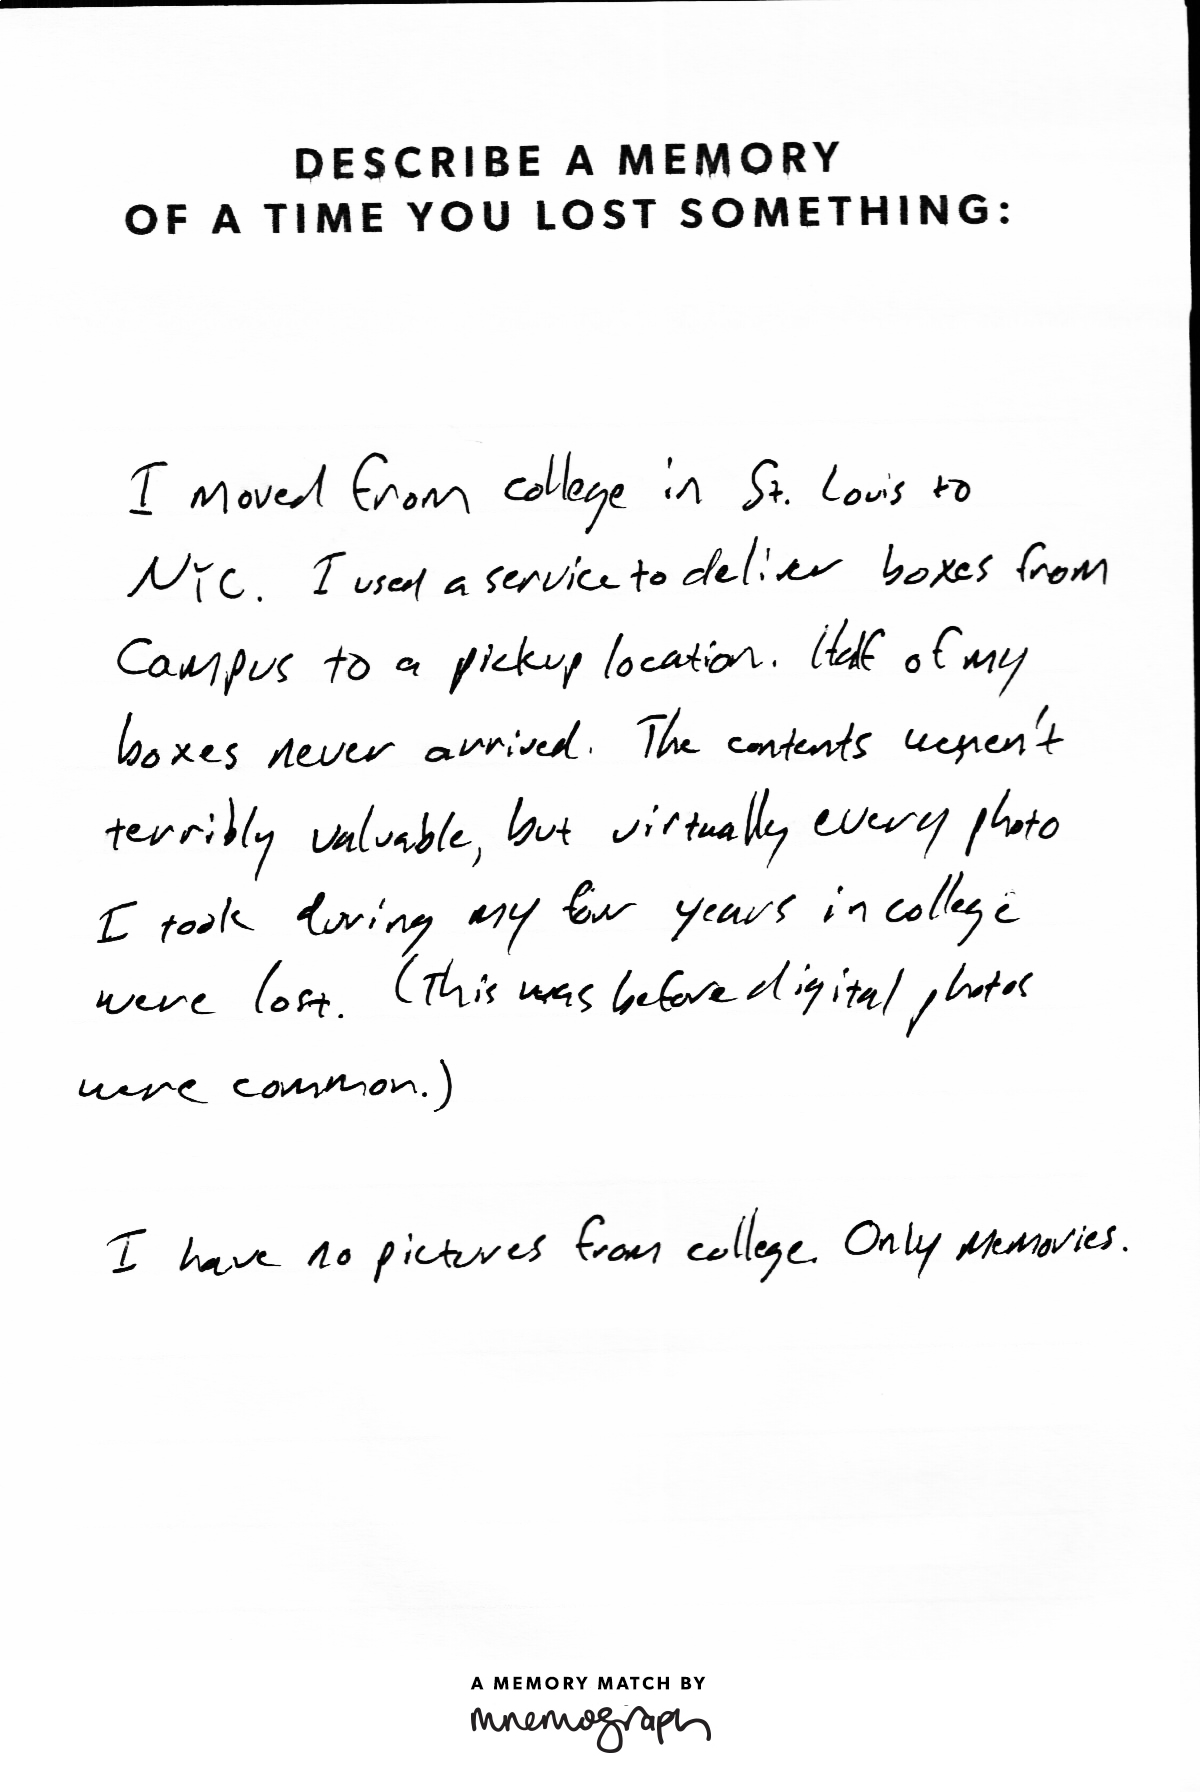 DESCRIBE A MEMORY
OF A TIME YOU LOST SOMETHING:
I moved from college in St. Louis to
NYC. I used a service to deliver boxes from
Campus to a pickup location. Half of my
boxes never arrived. The contents weren't
terribly valuable, but virtually every photo
I took during my four years in college
were lost. (This was before digital photos
were common.)
I have no pictures from college. Only memories.
A MEMORY MATCH BY
mnemograph